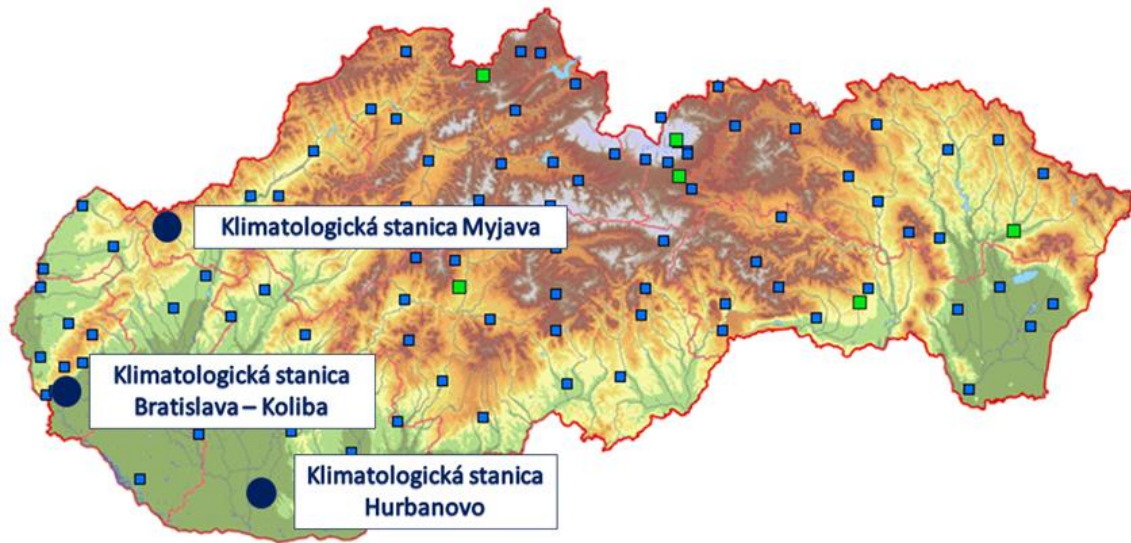 Klimatologická stanica Myjava
Klimatologická stanica
Bratislava – Koliba
Klimatologická stanica
Hurbanovo